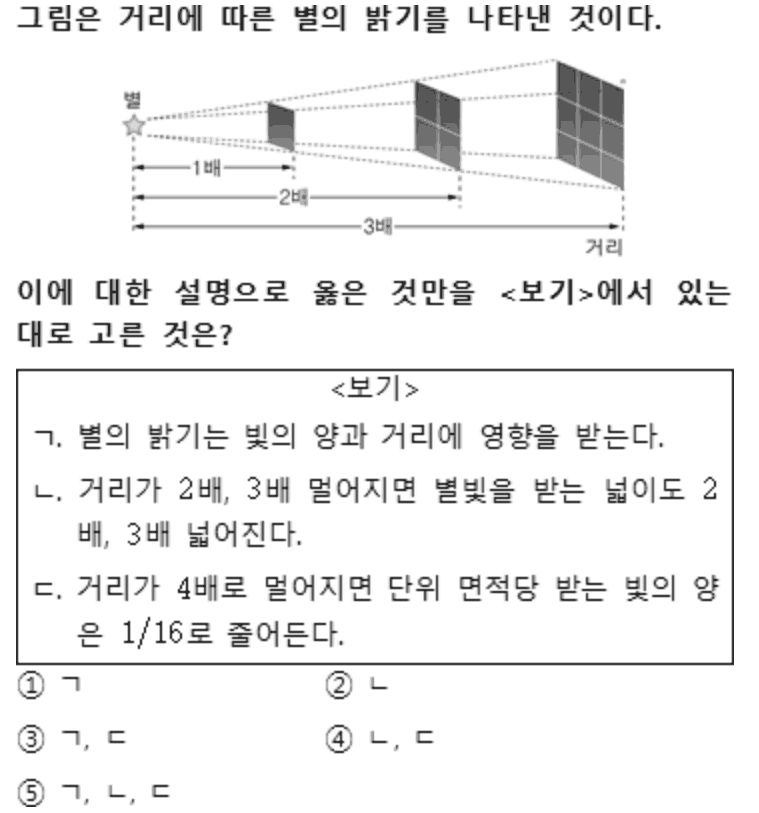 그림은 거리에 따른 별의 밝기를 나타낸 것이다.
별
1배
2배
3배
거리
이에 대한 설명으로 옳은 것만을 <보기>에서 있는
대로 고른 것은?
<보기>
ㄱ. 별의 밝기는 빛의 양과 거리에 영향을 받는다.
ㄴ. 거리가 2배, 3배 멀어지면 별빛을 받는 넓이도 2
배, 3배 넓어진다.
ㄷ. 거리가 4배로 멀어지면 단위 면적당 받는 빛의 양
은 1/16로 줄어든다.
① ㄱ ② ㄴ
③ ㄱ, ㄷ ④ ㄴ, ㄷ
⑤ ㄱ, ㄴ, ㄷ